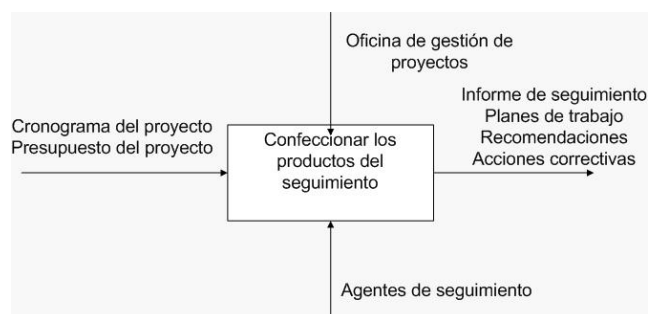 Oficina de gestión de
proyectos
Informe de seguimiento
Planes de trabajo
Recomendaciones
Acciones correctivas
Cronograma del proyecto
Presupuesto del proyecto
Confeccionar los
productos del
seguimiento
Agentes de seguimiento